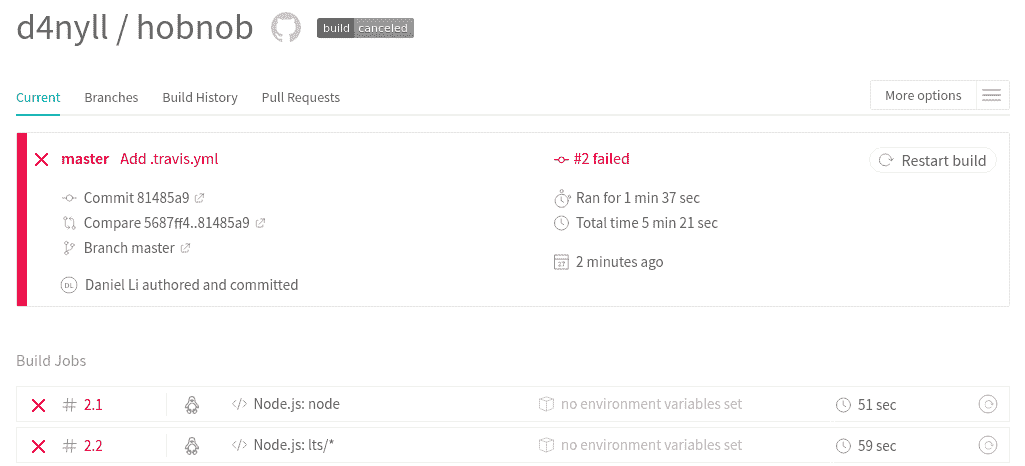 d4nyll / hobnob build canceled
Current Branches Build History Pull Requests More options
master Add .travis.yml #2 failed Restart build
Commit 81485a9 Ran for 1 min 37 sec
Compare 5687ff4..81485a9 Total time 5 min 21 sec
Branch master
27 2 minutes ago
DL Daniel Li authored and committed
Build Jobs
# 2.1 </> Node.js: node no environment variables set 51 sec
# 2.2 </> Node.js: lts/* no environment variables set 59 sec